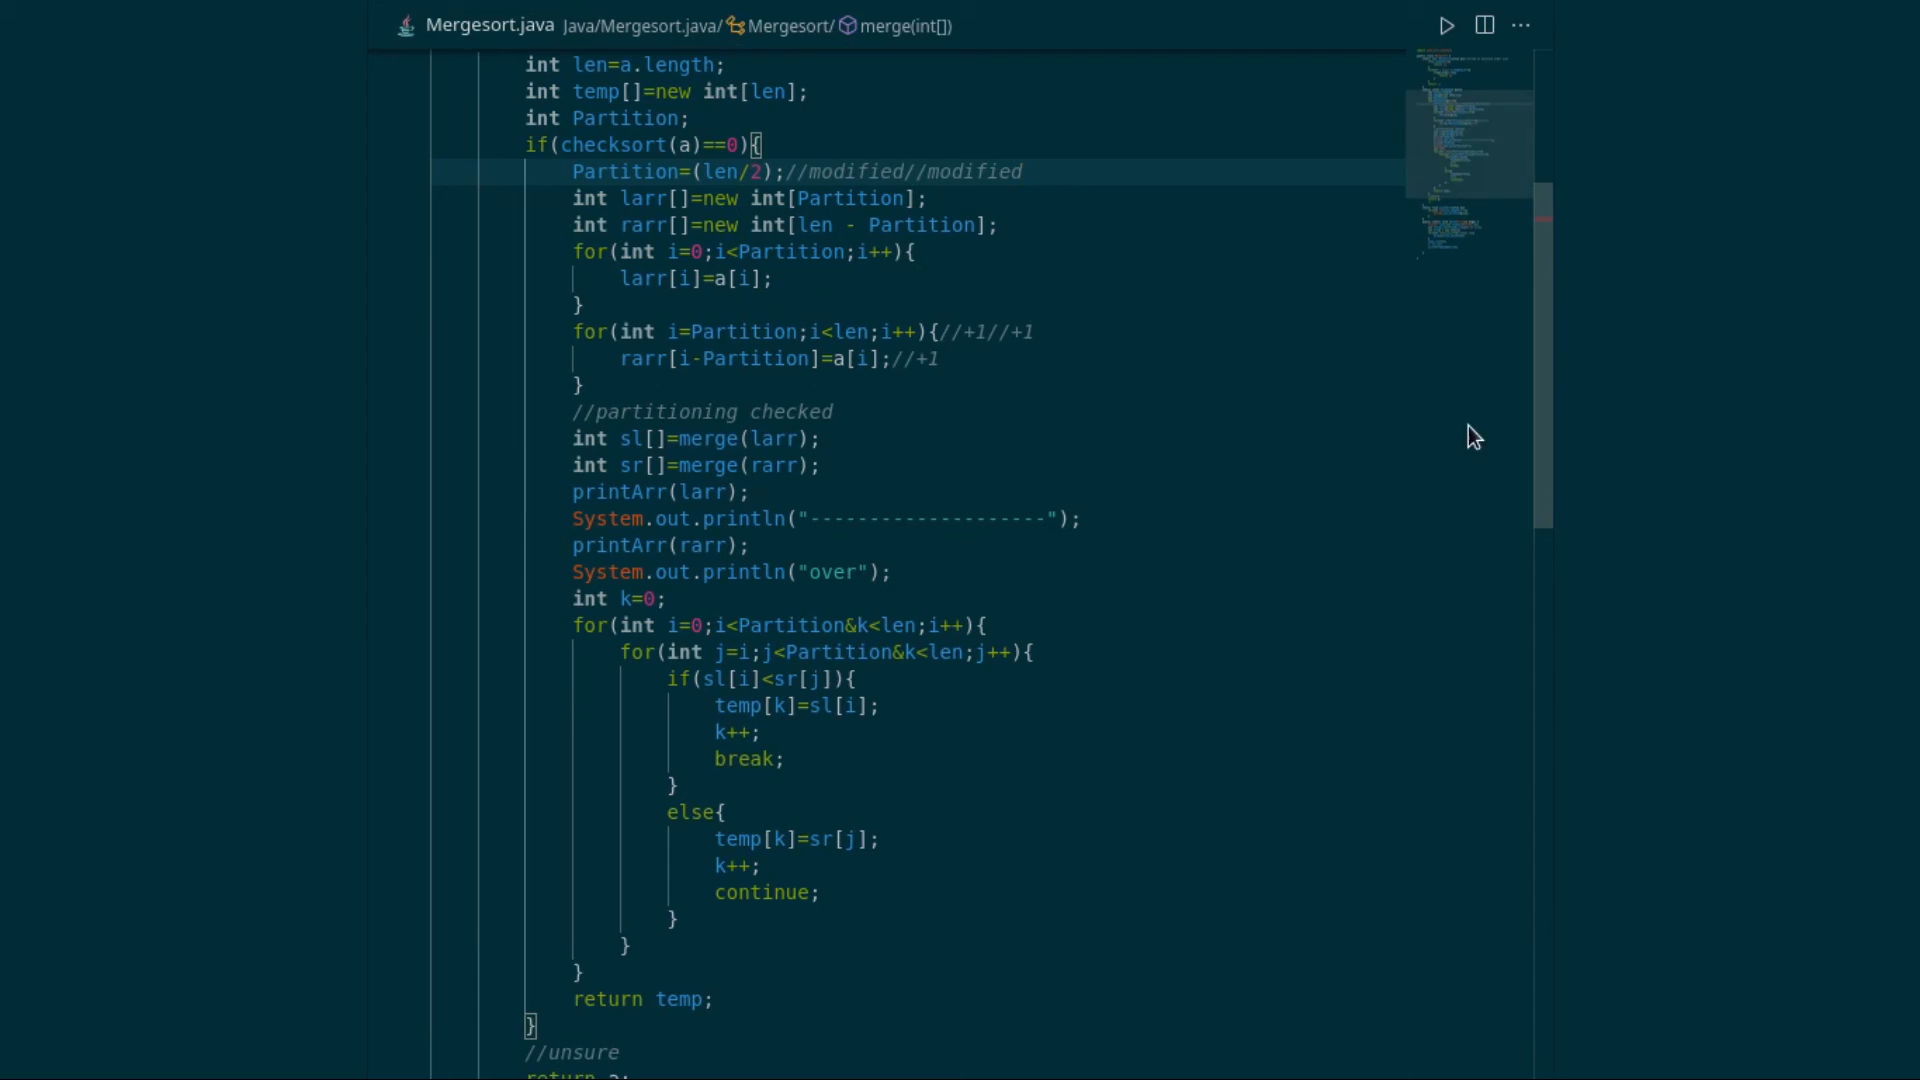 Mergesort.java Java/Mergesort.java/ Mergesort/ merge(int[])
int len=a.length;
int temp[]=new int[len];
int Partition;
if(checksort(a)==0){
Partition=(len/2);//modified//modified
int larr[]=new int[Partition];
int rarr[]=new int[len - Partition];
for(int i=0;i<Partition;i++){
larr[i]=a[i];
}
for(int i=Partition;i<len;i++){//+1//+1
rarr[i-Partition]=a[i];//+1
}
//partitioning checked
int sl[]=merge(larr);
int sr[]=merge(rarr);
printArr(larr);
System.out.println("--------------------");
printArr(rarr);
System.out.println("over");
int k=0;
for(int i=0;i<Partition&k<len;i++){
for(int j=i;j<Partition&k<len;j++){
if(sl[i]<sr[j]){
temp[k]=sl[i];
k++;
break;
}
else{
temp[k]=sr[j];
k++;
continue;
}
}
}
return temp;
}
//unsure
return a;